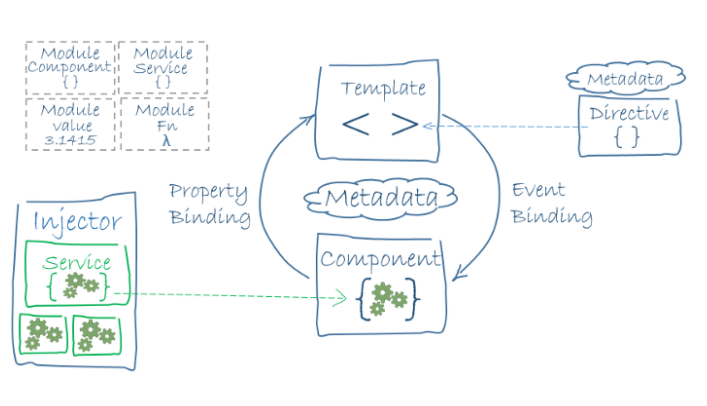 Module
Component
{ }
Module
Service
{ }
Module
value
3.1415
Module
Fn
λ
Template
< >
Metadata
Directive
{ }
Property
Binding
Metadata
Event
Binding
Injector
Service
{ }
Component
{ }